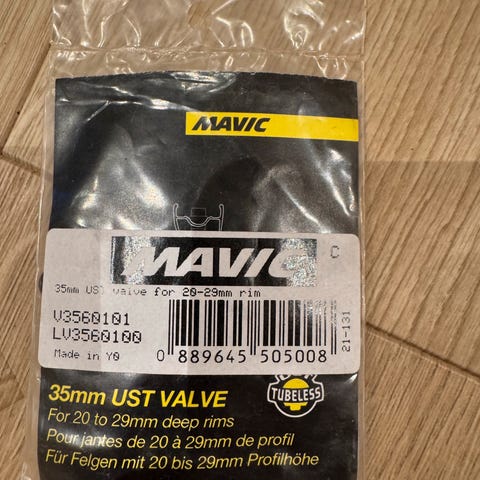 MAVIC
MAVIC
C
35mm UST valve for 20-29mm rim
V3560101
LV3560100
Made in Y0
0 889645 505008
21-131
35mm UST VALVE
For 20 to 29mm deep rims
Pour jantes de 20 à 29mm de profil
Für Felgen mit 20 bis 29mm Profilhöhe
TUBELESS